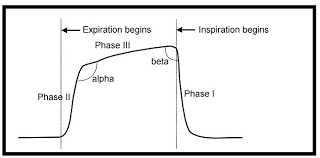 Expiration begins
Inspiration begins
Phase III
beta
alpha
Phase II
Phase I